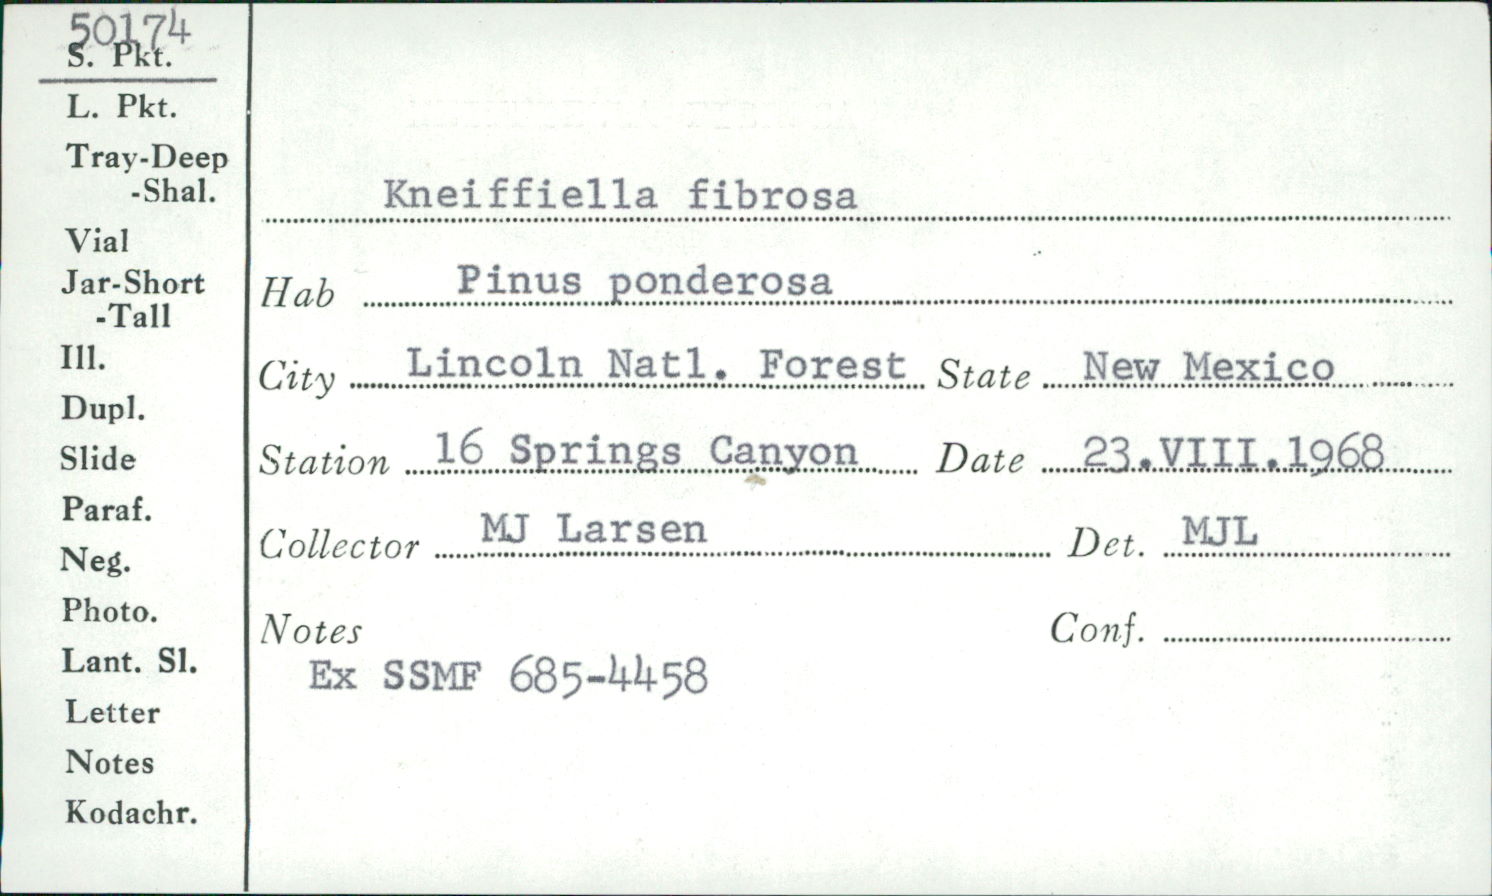 50174
S. Pkt.
L. Pkt.
Tray-Deep
-Shal.
Vial
Jar-Short
-Tall
Ill.
Dupl.
Slide
Paraf.
Neg.
Photo.
Lant. Sl.
Letter
Notes
Kodachr.
Kneiffiella fibrosa
Hab Pinus ponderosa
City Lincoln Natl. Forest State New Mexico
Station 16 Springs Canyon Date 23.VIII.1968
Collector MJ Larsen Det. MJL
Notes Conf.
Ex SSMF 685-4458